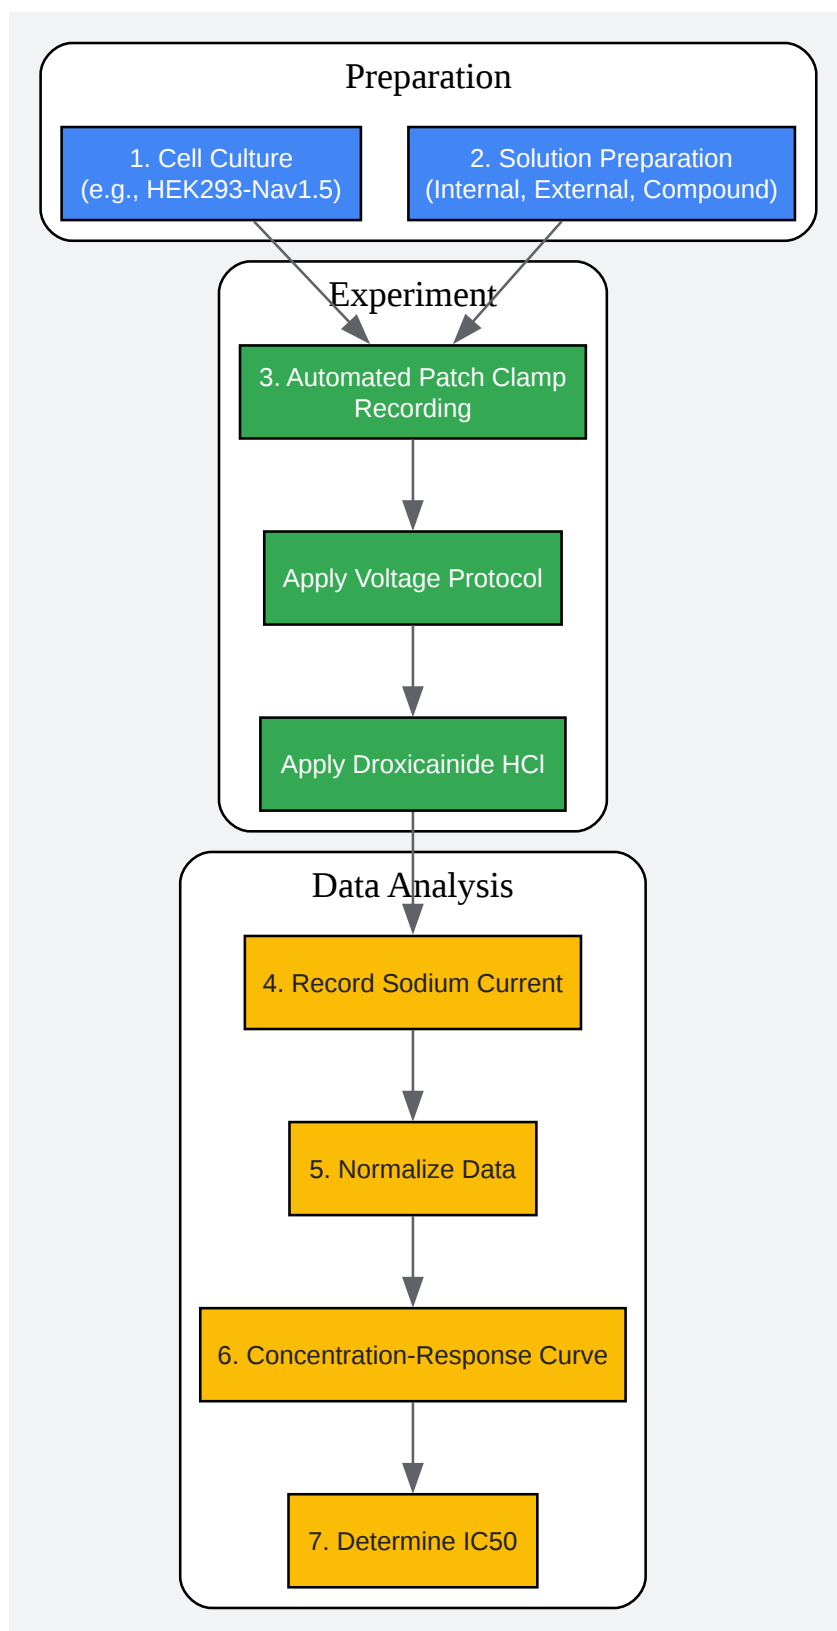 Preparation
1. Cell Culture
(e.g., HEK293-Nav1.5)
2. Solution Preparation
(Internal, External, Compound)
Experiment
3. Automated Patch Clamp
Recording
Apply Voltage Protocol
Apply Droxicainide HCl
Data Analysis
4. Record Sodium Current
5. Normalize Data
6. Concentration-Response Curve
7. Determine IC50